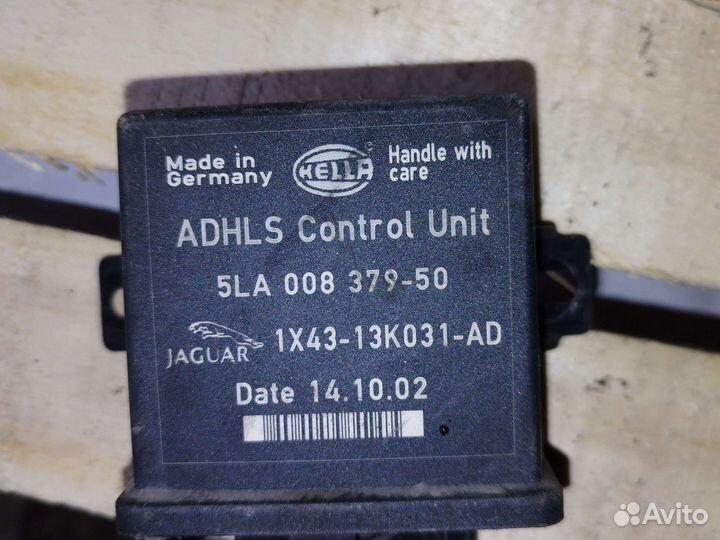 Made in
Germany
HELLA
Handle with
care
ADHLS Control Unit
5LA 008 379-50
JAGUAR
1X43-13K031-AD
Date 14.10.02
Avito